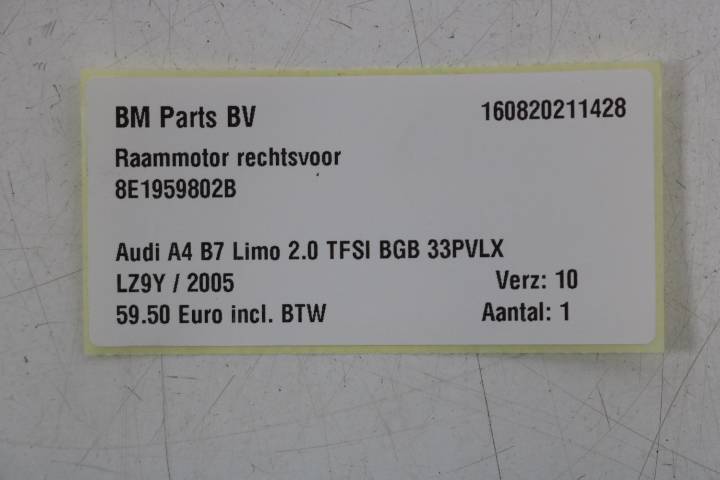 BM Parts BV 160820211428
Raammotor rechtsvoor
8E1959802B
Audi A4 B7 Limo 2.0 TFSI BGB 33PVLX
LZ9Y / 2005 Verz: 10
59.50 Euro incl. BTW Aantal: 1